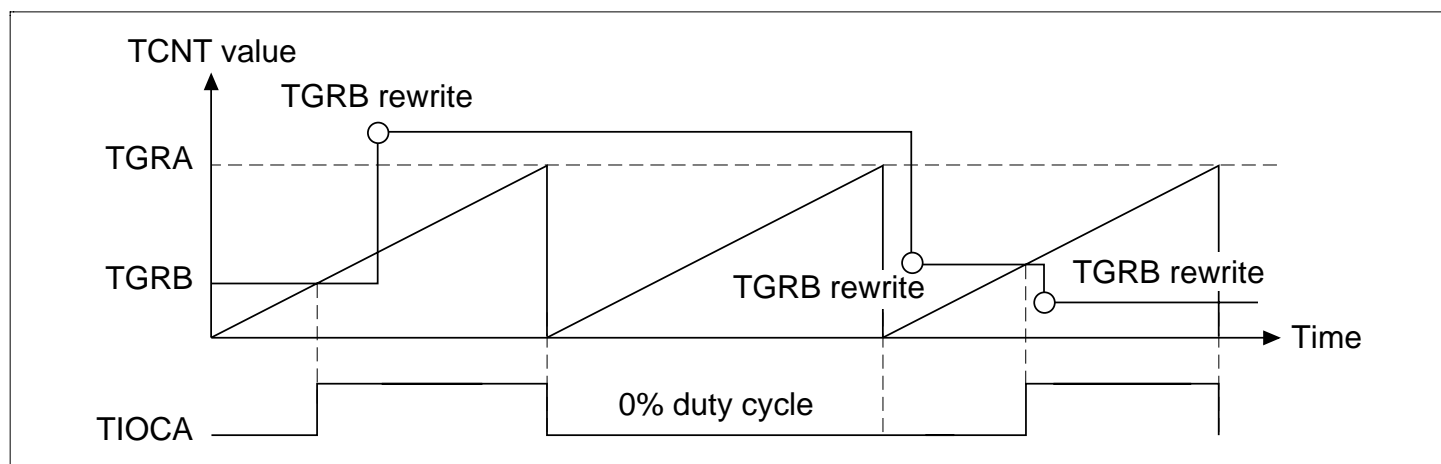 TCNT value
TGRB rewrite
TGRA
TGRB
TGRB rewrite
TGRB rewrite
Time
0% duty cycle
TIOCA